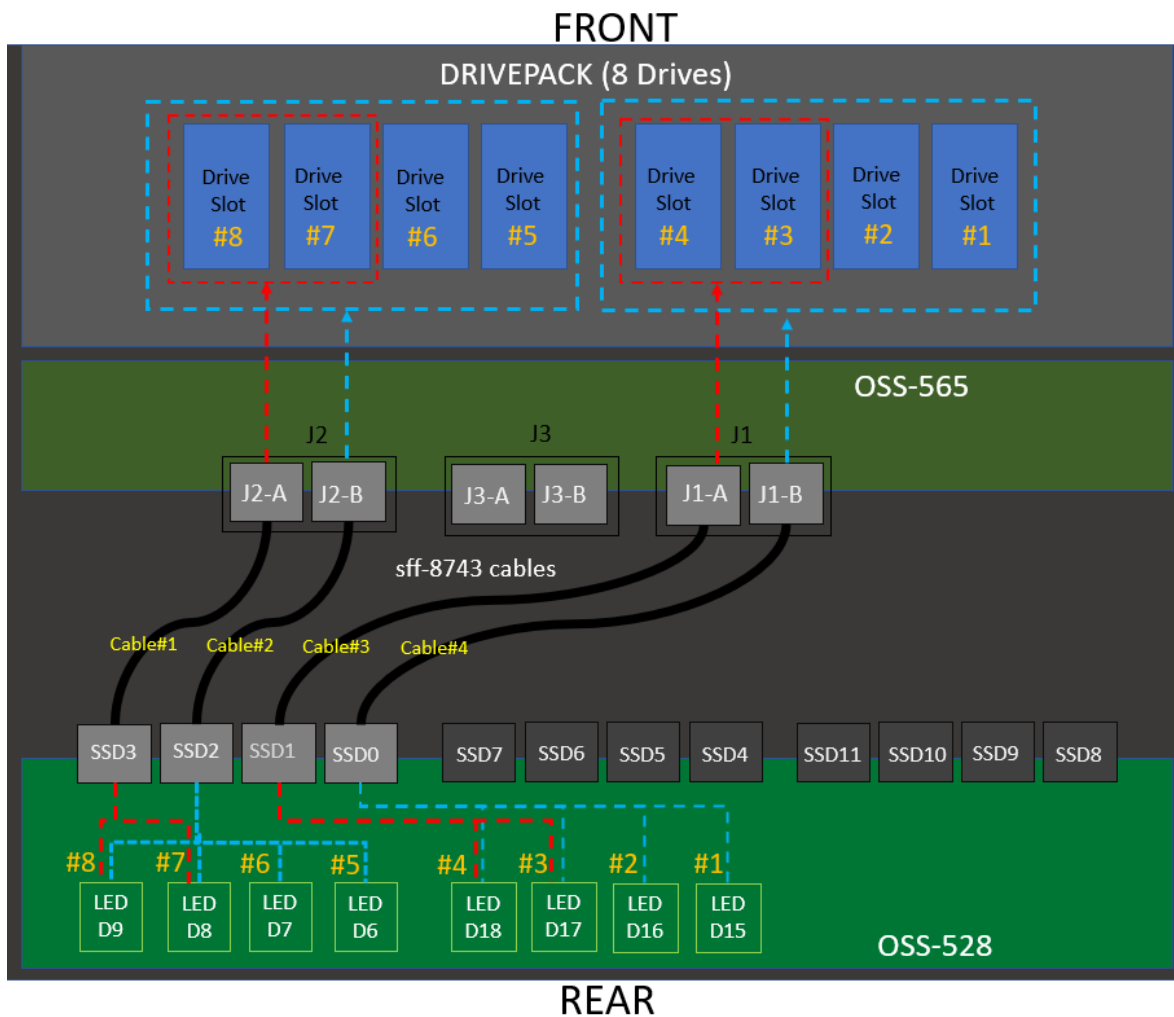 FRONT
DRIVEPACK (8 Drives)
Drive Slot #8
Drive Slot #7
Drive Slot #6
Drive Slot #5
Drive Slot #4
Drive Slot #3
Drive Slot #2
Drive Slot #1
OSS-565
J2
J3
J1
J2-A
J2-B
J3-A
J3-B
J1-A
J1-B
sff-8743 cables
Cable#1
Cable#2
Cable#3
Cable#4
SSD3
SSD2
SSD1
SSD0
SSD7
SSD6
SSD5
SSD4
SSD11
SSD10
SSD9
SSD8
#8
#7
#6
#5
#4
#3
#2
#1
LED D9
LED D8
LED D7
LED D6
LED D18
LED D17
LED D16
LED D15
OSS-528
REAR